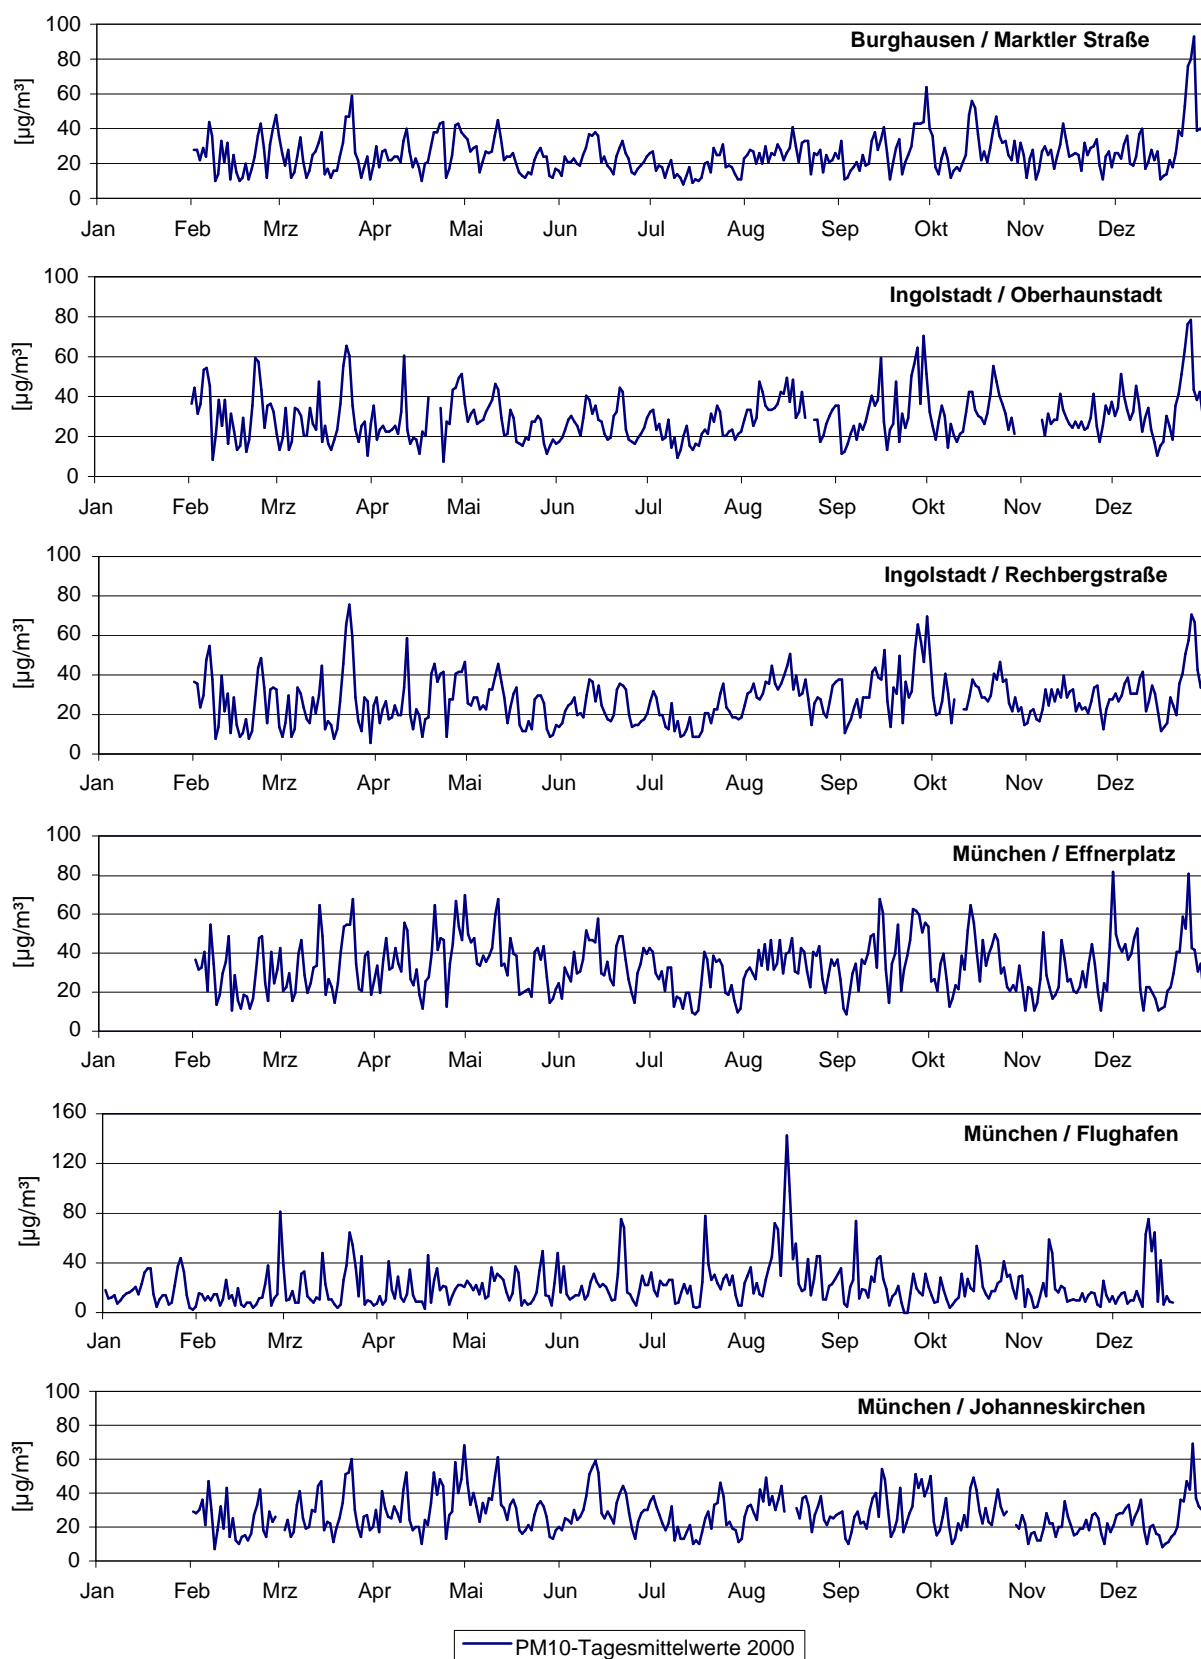 Burghausen / Marktler Straße
[µg/m³]
100
80
60
40
20
0
Jan Feb Mrz Apr Mai Jun Jul Aug Sep Okt Nov Dez
Ingolstadt / Oberhaunstadt
[µg/m³]
100
80
60
40
20
0
Jan Feb Mrz Apr Mai Jun Jul Aug Sep Okt Nov Dez
Ingolstadt / Rechbergstraße
[µg/m³]
100
80
60
40
20
0
Jan Feb Mrz Apr Mai Jun Jul Aug Sep Okt Nov Dez
München / Effnerplatz
[µg/m³]
100
80
60
40
20
0
Jan Feb Mrz Apr Mai Jun Jul Aug Sep Okt Nov Dez
München / Flughafen
[µg/m³]
160
120
80
40
0
Jan Feb Mrz Apr Mai Jun Jul Aug Sep Okt Nov Dez
München / Johanneskirchen
[µg/m³]
100
80
60
40
20
0
Jan Feb Mrz Apr Mai Jun Jul Aug Sep Okt Nov Dez
PM10-Tagesmittelwerte 2000